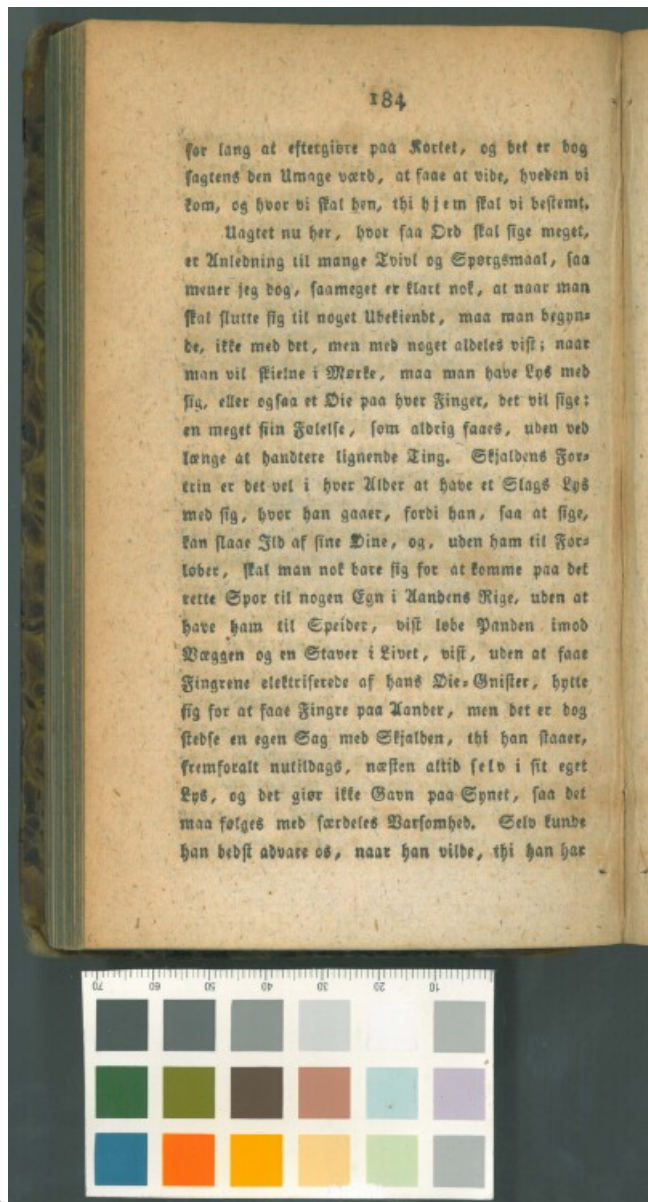 184
for lang at eftergiøre paa Kortet, og det er dog
sagtens den Umage værd, at faae at vide, hveden vi
kom, og hvor vi skal hen, thi hjem skal vi bestemt.
Uagtet nu her, hvor faa Ord skal sige meget,
er Anledning til mange Tvivl og Spørgsmaal, saa
mener jeg dog, saameget er klart nok, at naar man
skal slutte sig til noget Ubekiendt, maa man begyn=
de, ikke med det, men med noget aldeles vist; naar
man vil skielne i Mørke, maa man have Lys med
sig, eller ogsaa et Øie paa hver Finger, det vil sige:
en meget fiin Følelse, som aldrig faaes, uden ved
længe at handtere lignende Ting. Skjaldens For=
trin er det vel i hver Alder at have et Slags Lys
med sig, hvor han gaaer, fordi han, saa at sige,
kan slaae Ild af sine Øine, og, uden ham til For=
løber, skal man nok bare sig for at komme paa det
rette Spor til nogen Egn i Aandens Rige, uden at
have ham til Speider, vist løbe Panden imod
Væggen og en Staver i Livet, vist, uden at faae
Fingrene elektriserede af hans Øie=Gnister, hytte
sig for at faae Fingre paa Aander, men det er dog
stedse en egen Sag med Skjalden, thi han staaer,
fremforalt nutildags, næsten altid selv i sit eget
Lys, og det giør ikke Gavn paa Synet, saa det
maa følges med særdeles Varsomhed. Selv kunde
han bedst advare os, naar han vilde, thi han har
70 60 50 40 30 20 10